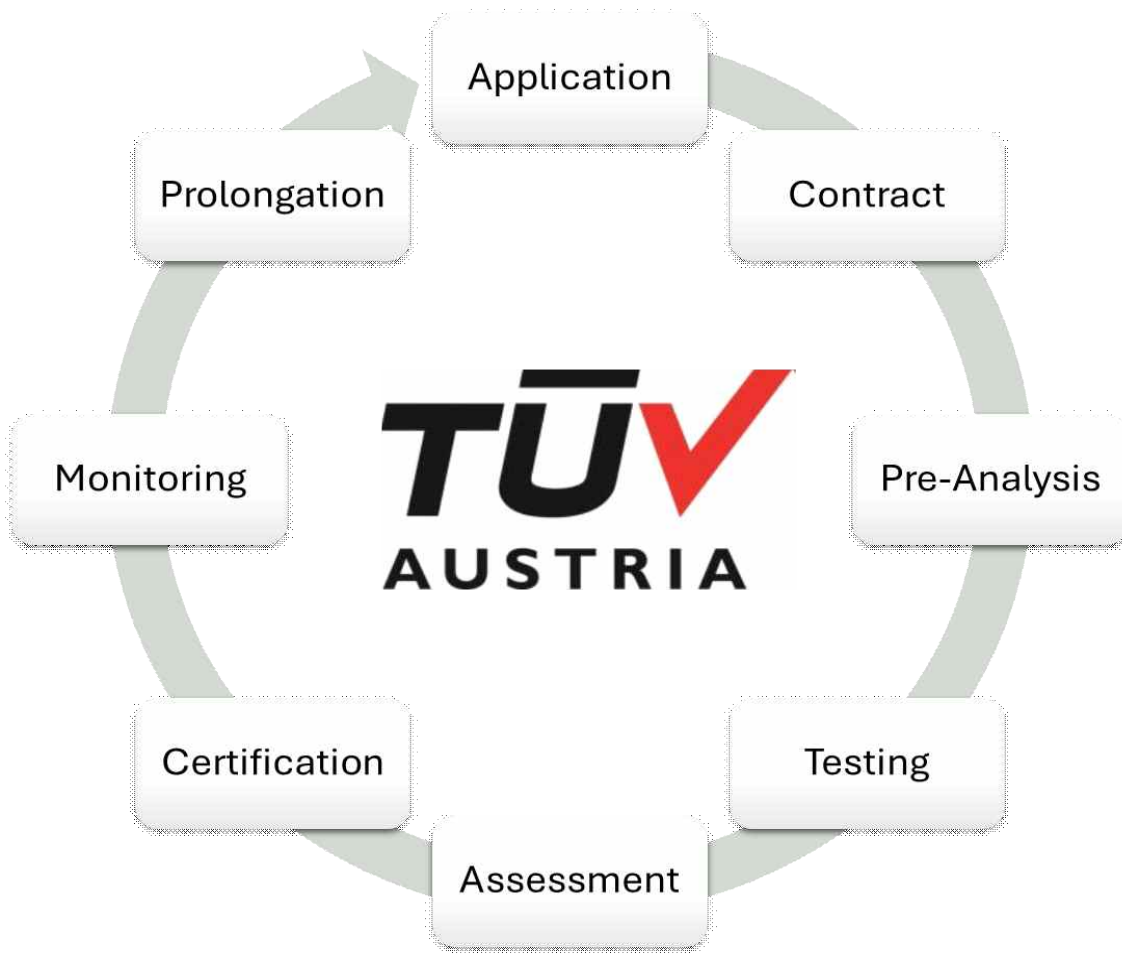 Application
Contract
Pre-Analysis
Testing
Assessment
Certification
Monitoring
Prolongation
TÜV
AUSTRIA